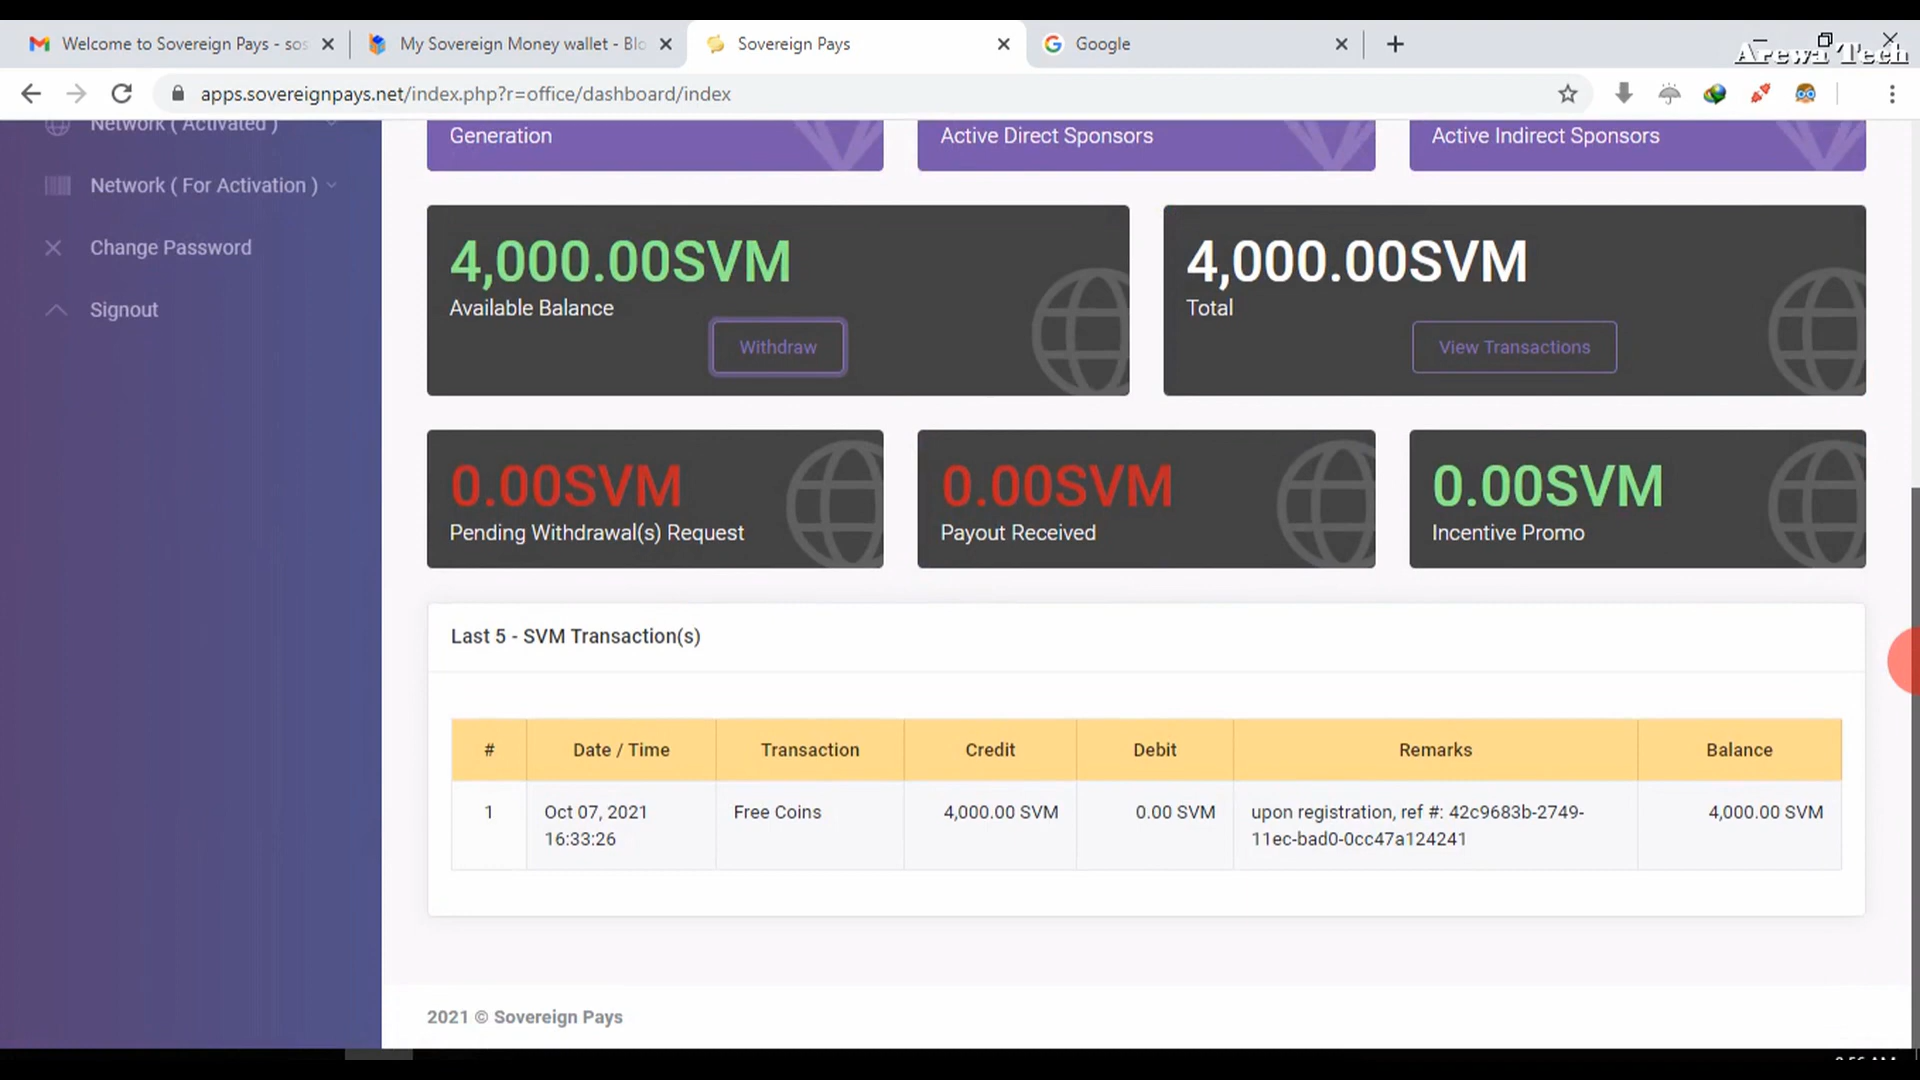 Welcome to Sovereign Pays - sos
My Sovereign Money wallet - Blo
Sovereign Pays
Google
Arewa Tech
apps.sovereignpays.net/index.php?r=office/dashboard/index
Network ( Activated )
Network ( For Activation )
Change Password
Signout
Generation
Active Direct Sponsors
Active Indirect Sponsors
4,000.00SVM
Available Balance
Withdraw
4,000.00SVM
Total
View Transactions
0.00SVM
Pending Withdrawal(s) Request
0.00SVM
Payout Received
0.00SVM
Incentive Promo
Last 5 - SVM Transaction(s)
# Date / Time Transaction Credit Debit Remarks Balance
1 Oct 07, 2021 Free Coins 4,000.00 SVM 0.00 SVM upon registration, ref #: 42c9683b-2749- 4,000.00 SVM
16:33:26 11ec-bad0-0cc47a124241
2021 © Sovereign Pays